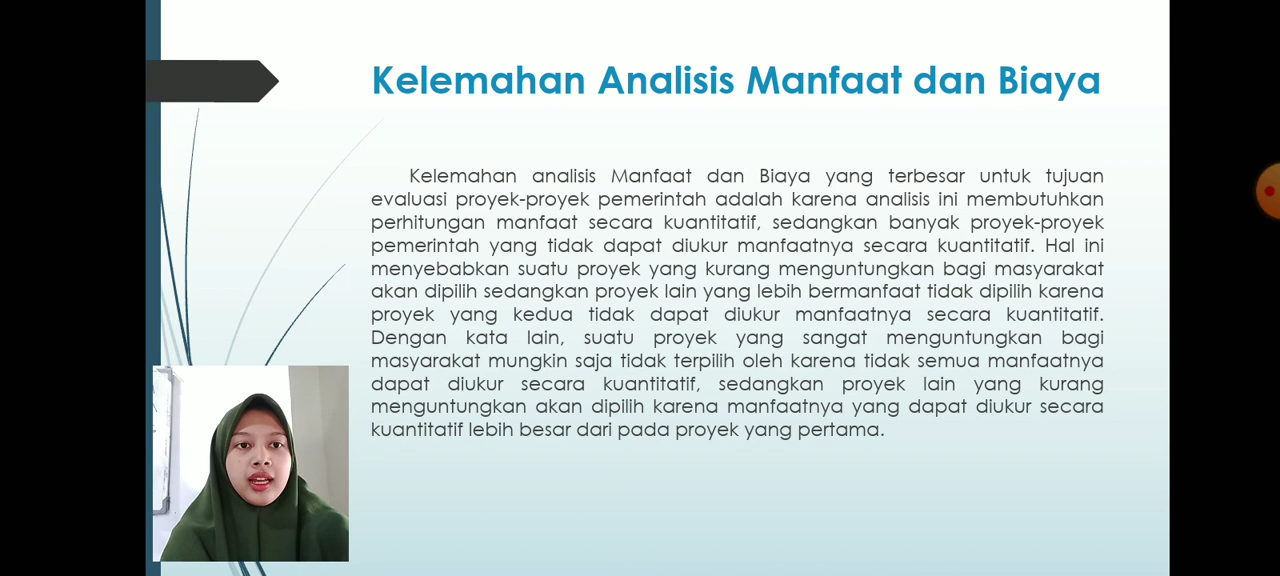 Kelemahan Analisis Manfaat dan Biaya
Kelemahan analisis Manfaat dan Biaya yang terbesar untuk tujuan
evaluasi proyek-proyek pemerintah adalah karena analisis ini membutuhkan
perhitungan manfaat secara kuantitatif, sedangkan banyak proyek-proyek
pemerintah yang tidak dapat diukur manfaatnya secara kuantitatif. Hal ini
menyebabkan suatu proyek yang kurang menguntungkan bagi masyarakat
akan dipilih sedangkan proyek lain yang lebih bermanfaat tidak dipilih karena
proyek yang kedua tidak dapat diukur manfaatnya secara kuantitatif.
Dengan kata lain, suatu proyek yang sangat menguntungkan bagi
masyarakat mungkin saja tidak terpilih oleh karena tidak semua manfaatnya
dapat diukur secara kuantitatif, sedangkan proyek lain yang kurang
menguntungkan akan dipilih karena manfaatnya yang dapat diukur secara
kuantitatif lebih besar dari pada proyek yang pertama.